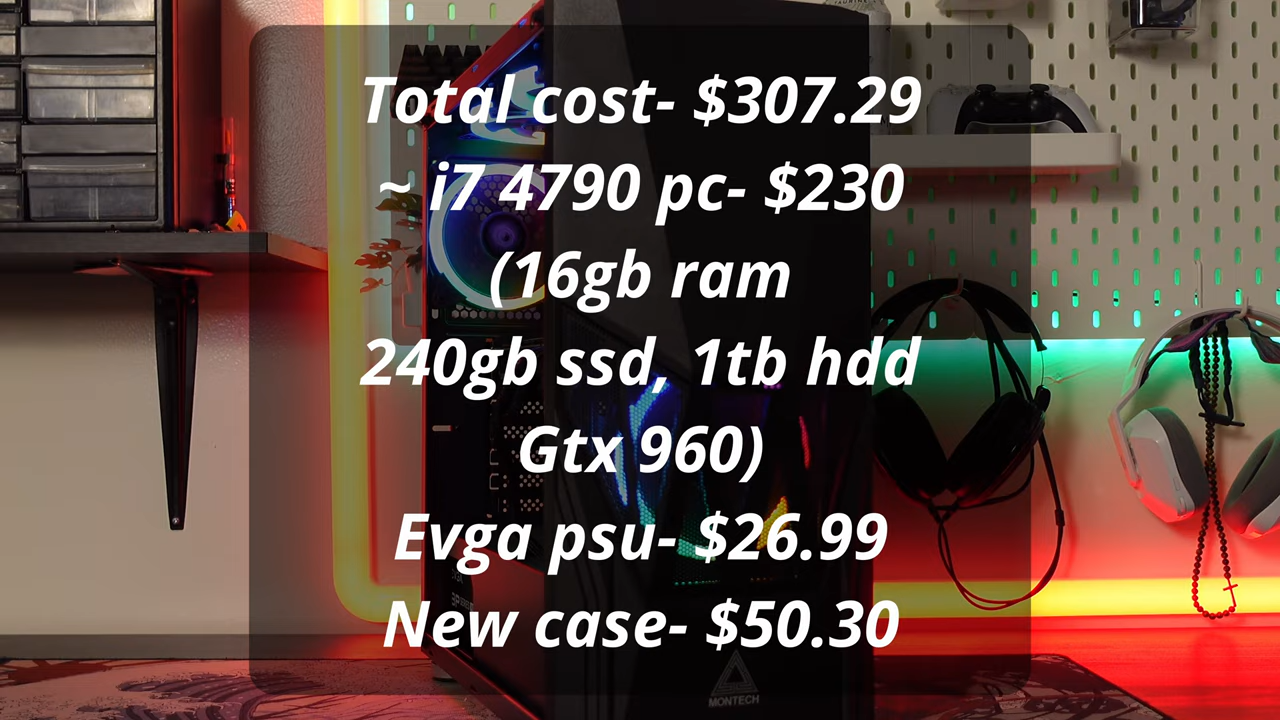 Total cost- $307.29
~ i7 4790 pc- $230
(16gb ram
240gb ssd, 1tb hdd
Gtx 960)
Evga psu- $26.99
New case- $50.30
MONTECH